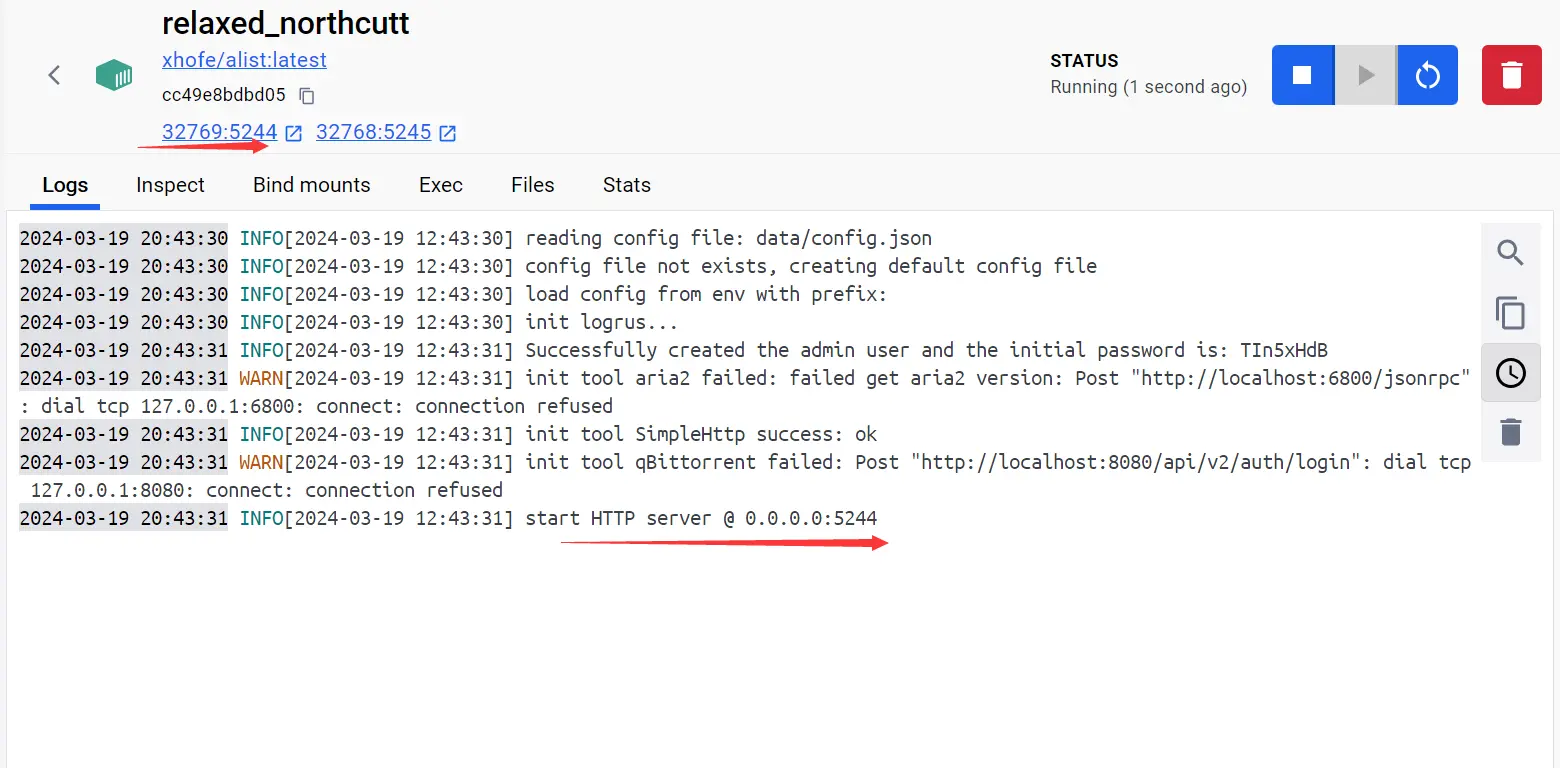 relaxed_northcutt
xhofe/alist:latest
cc49e8bdbd05
32769:5244 32768:5245
STATUS
Running (1 second ago)
Logs Inspect Bind mounts Exec Files Stats
2024-03-19 20:43:30 INFO[2024-03-19 12:43:30] reading config file: data/config.json
2024-03-19 20:43:30 INFO[2024-03-19 12:43:30] config file not exists, creating default config file
2024-03-19 20:43:30 INFO[2024-03-19 12:43:30] load config from env with prefix:
2024-03-19 20:43:30 INFO[2024-03-19 12:43:30] init logrus...
2024-03-19 20:43:31 INFO[2024-03-19 12:43:31] Successfully created the admin user and the initial password is: TIn5xHdB
2024-03-19 20:43:31 WARN[2024-03-19 12:43:31] init tool aria2 failed: failed get aria2 version: Post "http://localhost:6800/jsonrpc"
: dial tcp 127.0.0.1:6800: connect: connection refused
2024-03-19 20:43:31 INFO[2024-03-19 12:43:31] init tool SimpleHttp success: ok
2024-03-19 20:43:31 WARN[2024-03-19 12:43:31] init tool qBittorrent failed: Post "http://localhost:8080/api/v2/auth/login": dial tcp
127.0.0.1:8080: connect: connection refused
2024-03-19 20:43:31 INFO[2024-03-19 12:43:31] start HTTP server @ 0.0.0.0:5244